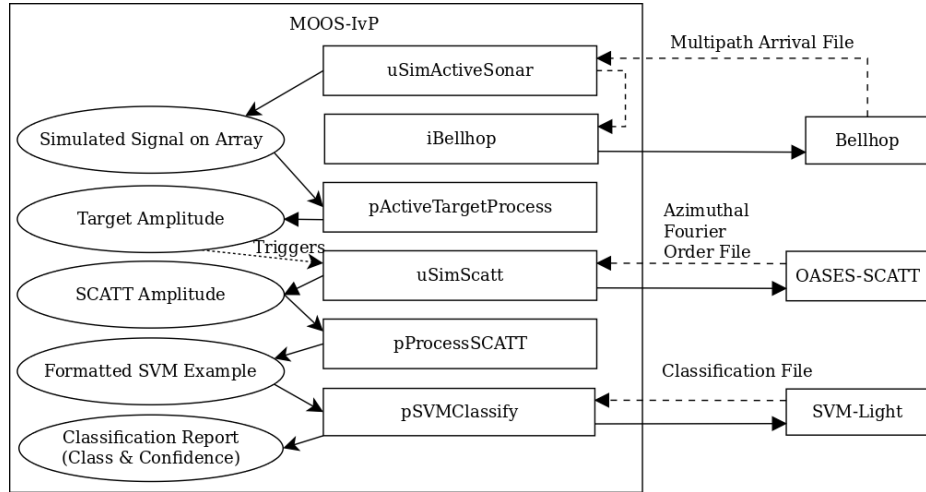 MOOS-IvP
uSimActiveSonar
Multipath Arrival File
Simulated Signal on Array
iBellhop
Bellhop
Target Amplitude
pActiveTargetProcess
Azimuthal
Fourier
Order File
Triggers
uSimScatt
OASES-SCATT
SCATT Amplitude
pProcessSCATT
Formatted SVM Example
Classification File
pSVMClassify
SVM-Light
Classification Report
(Class & Confidence)